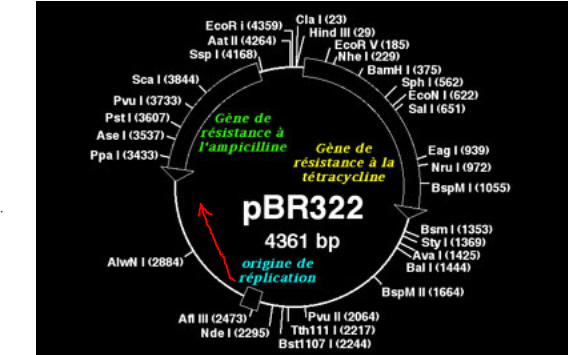 EcoR i (4359)
Aat II (4264)
Ssp I (4168)
Sca I (3844)
Pvu I (3733)
Pst I (3607)
Ase I (3537)
Ppa I (3433)
AlwN I (2884)
Afl III (2473)
Nde I (2295)
Cla I (23)
Hind III (29)
EcoR V (185)
Nhe I (229)
BamH I (375)
Sph I (562)
EcoN I (622)
Sal I (651)
Eag I (939)
Nru I (972)
BspM I (1055)
Bsm I (1353)
Sty I (1369)
Ava I (1425)
Bal I (1444)
BspM II (1664)
Pvu II (2064)
Tth111 I (2217)
Bst1107 I (2244)
Gène de
résistance à
l'ampicilline
Gène de
résistance à la
tétracycline
pBR322
4361 bp
origine de
réplication